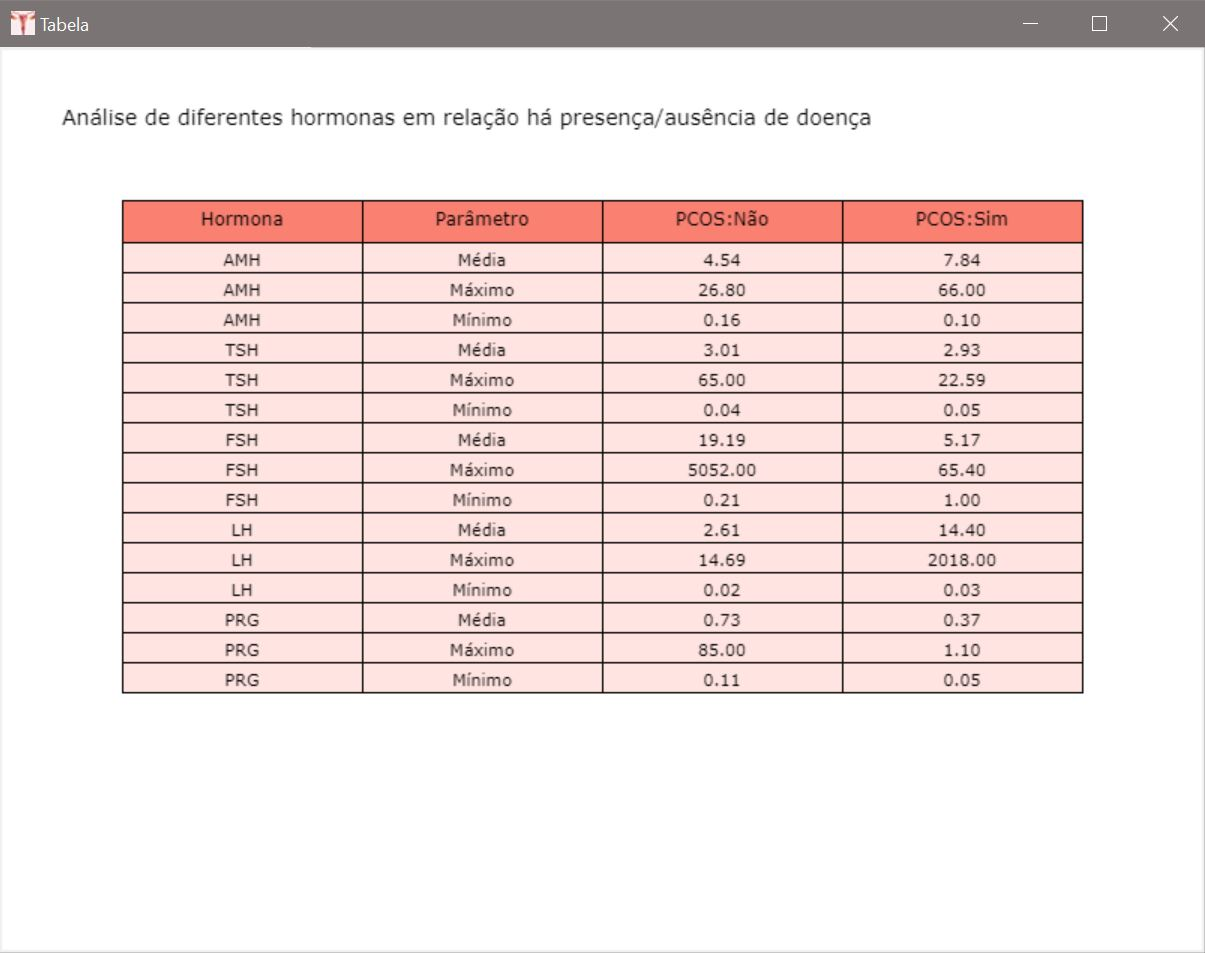 Tabela
Análise de diferentes hormonas em relação há presença/ausência de doença
Hormona Parâmetro PCOS:Não PCOS:Sim
AMH Média 4.54 7.84
AMH Máximo 26.80 66.00
AMH Mínimo 0.16 0.10
TSH Média 3.01 2.93
TSH Máximo 65.00 22.59
TSH Mínimo 0.04 0.05
FSH Média 19.19 5.17
FSH Máximo 5052.00 65.40
FSH Mínimo 0.21 1.00
LH Média 2.61 14.40
LH Máximo 14.69 2018.00
LH Mínimo 0.02 0.03
PRG Média 0.73 0.37
PRG Máximo 85.00 1.10
PRG Mínimo 0.11 0.05